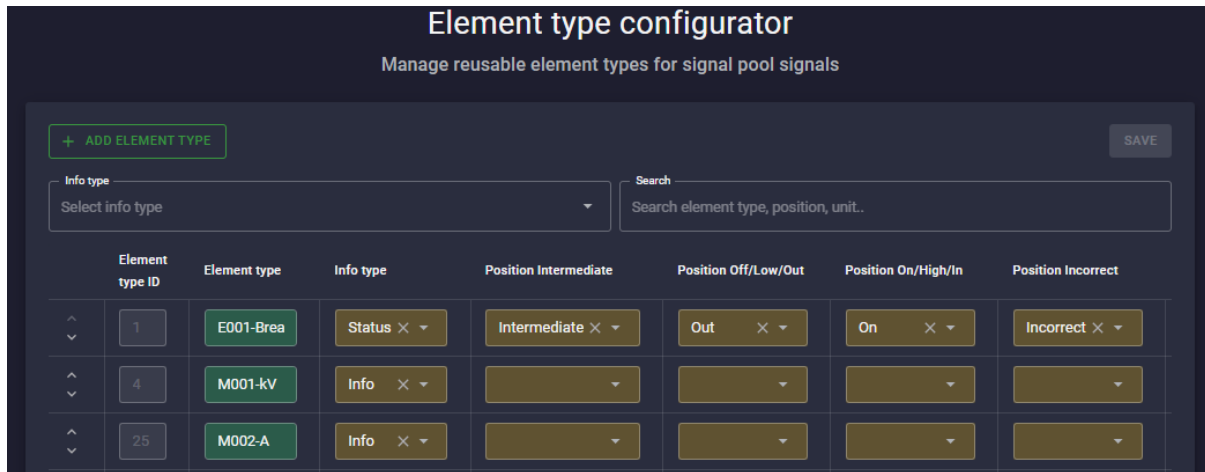 Element type configurator
Manage reusable element types for signal pool signals
+ ADD ELEMENT TYPE
SAVE
Info type
Search
Select info type
Search element type, position, unit..
Element type ID
Element type
Info type
Position Intermediate
Position Off/Low/Out
Position On/High/In
Position Incorrect
1
E001-Brea
Status
Intermediate
Out
On
Incorrect
4
M001-kV
Info
25
M002-A
Info